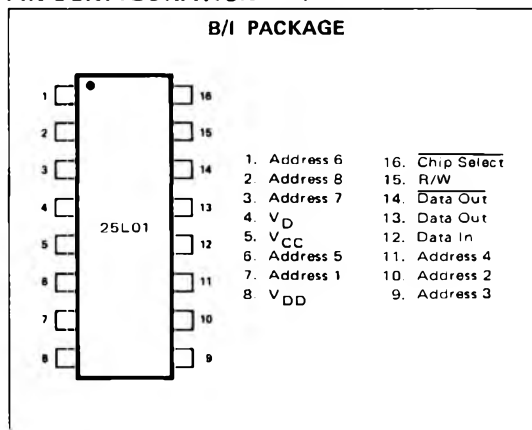 B/I PACKAGE
1
2
3
4
5
6
7
8
25L01
16
15
14
13
12
11
10
9
1. Address 6
2. Address 8
3. Address 7
4. VD
5. VCC
6. Address 5
7. Address 1
8. VDD
16. Chip Select
15. R/W
14. Data Out
13. Data Out
12. Data In
11. Address 4
10. Address 2
9. Address 3